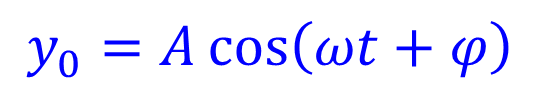 y₀ = A cos(ωt + φ)